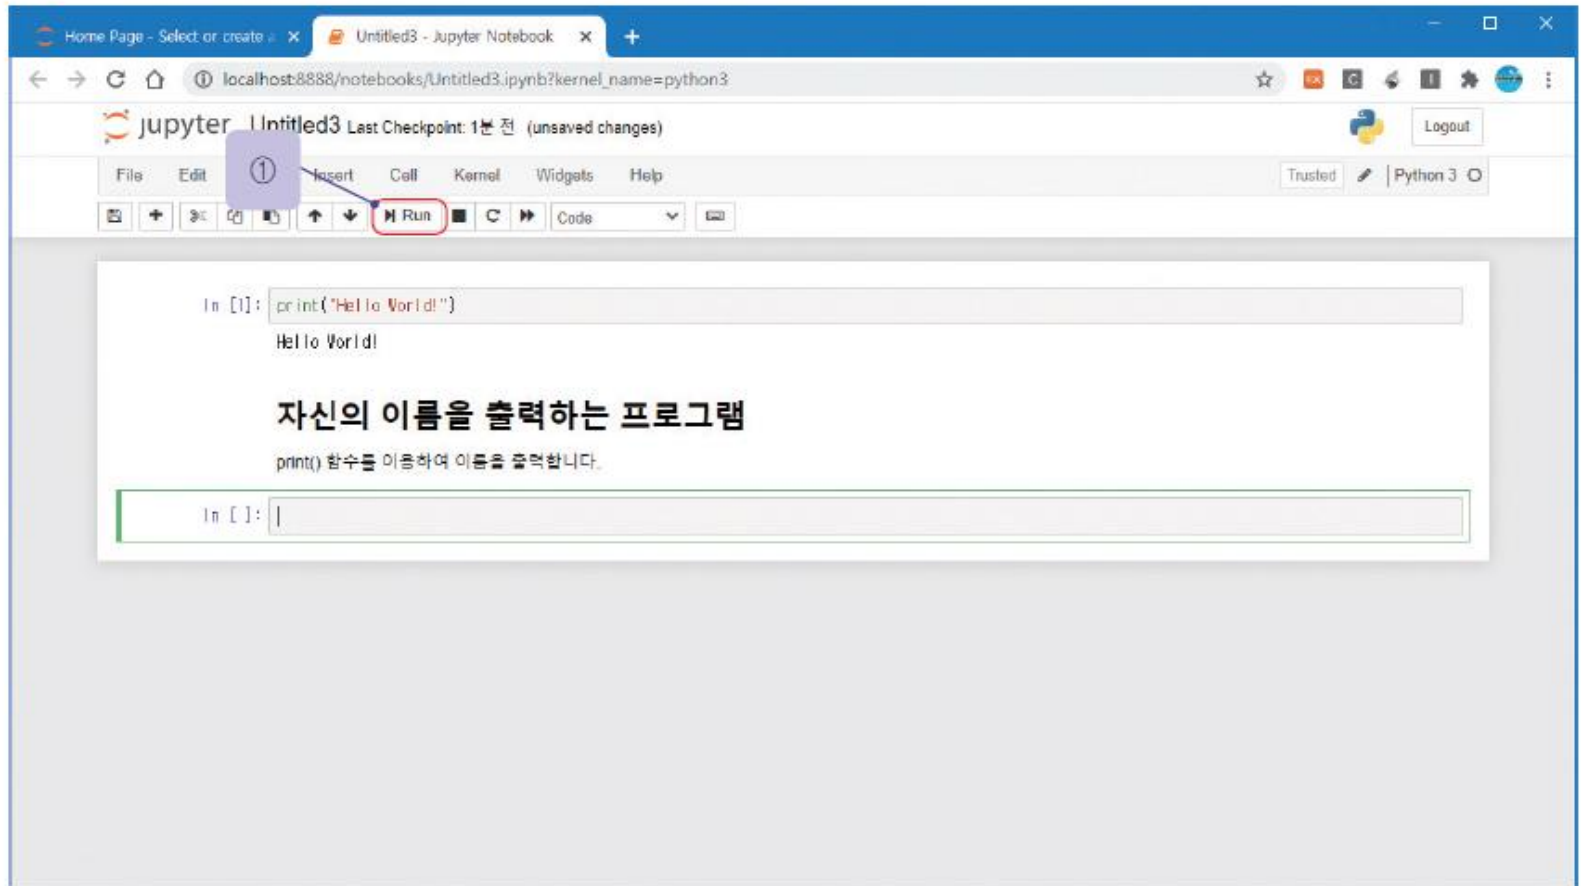 Home Page - Select or create a
Untitled3 - Jupyter Notebook
localhost:8888/notebooks/Untitled3.ipynb?kernel_name=python3
jupyter Untitled3 Last Checkpoint: 1분 전 (unsaved changes)
Logout
①
File Edit Insert Cell Kernel Widgets Help
Trusted Python 3
Run
Code
In [1]: print("Hello World!")
Hello World!
자신의 이름을 출력하는 프로그램
print() 함수를 이용하여 이름을 출력합니다.
In [ ]: